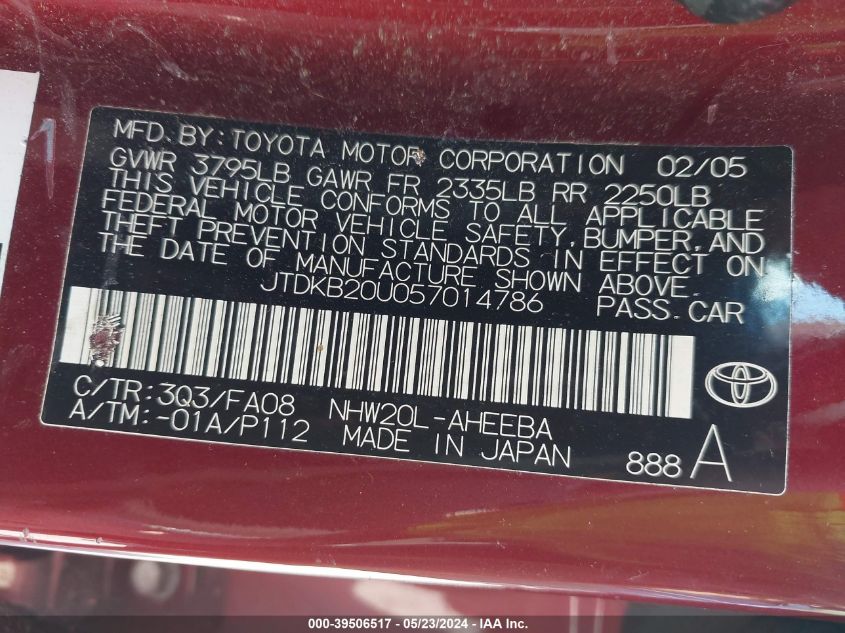 MFD.BY:TOYOTA MOTOR CORPORATION 02/05
GVWR 3795LB GAWR FR 2335LB RR 2250LB
THIS VEHICLE CONFORMS TO ALL APPLICABLE
FEDERAL MOTOR VEHICLE SAFETY,BUMPER,AND
THEFT PREVENTION STANDARDS IN EFFECT ON
THE DATE OF MANUFACTURE SHOWN ABOVE.
JTDKB20U057014786 PASS.CAR
C/TR:3Q3/FA08 NHW20L-AHEEBA
A/TM:-01A/P112 MADE IN JAPAN
888 A
000-39506517 - 05/23/2024 - IAA Inc.